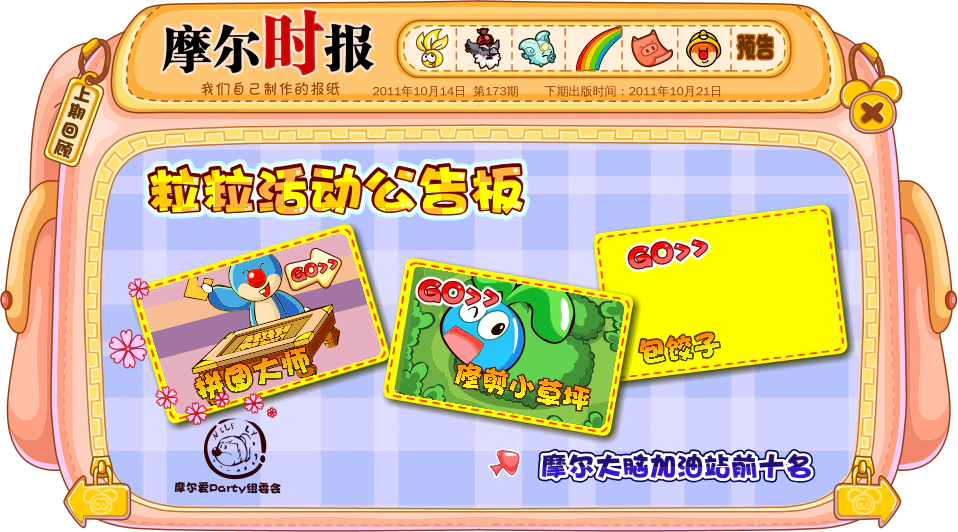 摩尔时报
预告
我们自己制作的报纸
2011年10月14日 第173期 下期出版时间：2011年10月21日
上期回顾
粒粒活动公告板
GO>>
拼图大师
GO>>
修剪小草坪
GO>>
包饺子
MELE LY
摩尔爱Party组委会
摩尔大脑加油站前十名